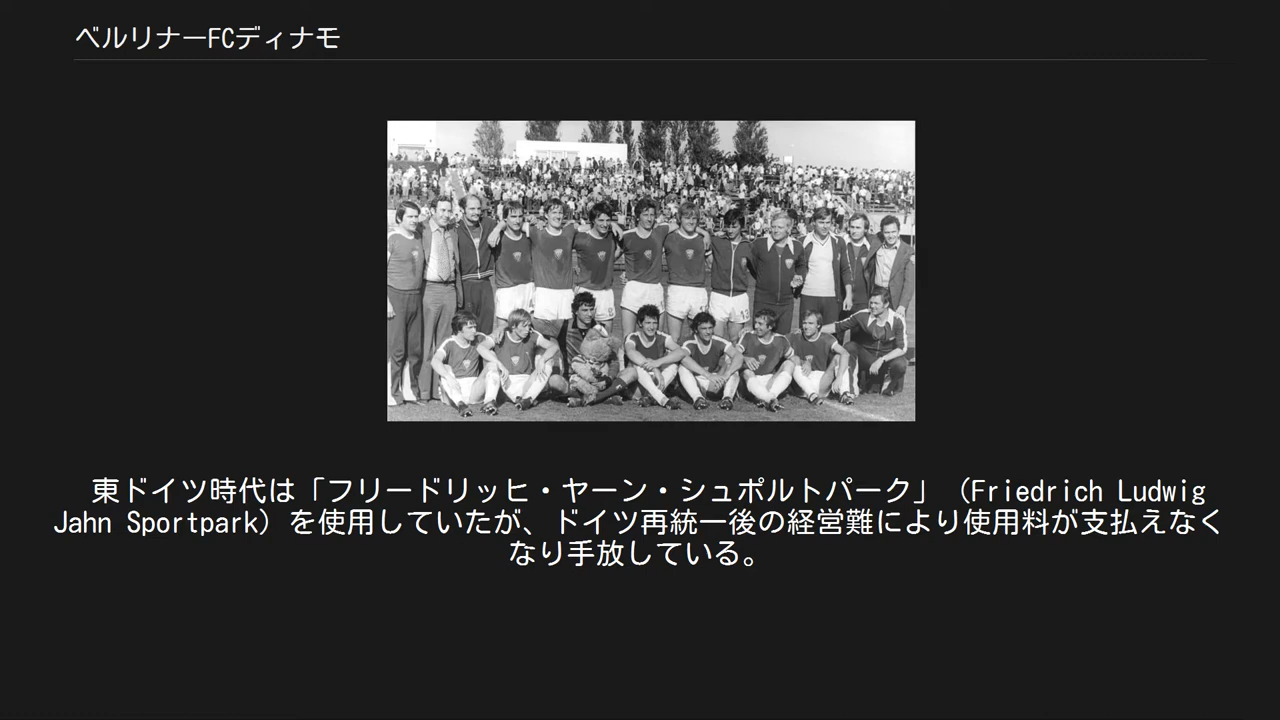 ベルリナーFCディナモ
東ドイツ時代は「フリードリッヒ・ヤーン・シュポルトパーク」（Friedrich Ludwig
Jahn Sportpark）を使用していたが、ドイツ再統一後の経営難により使用料が支払えなく
なり手放している。